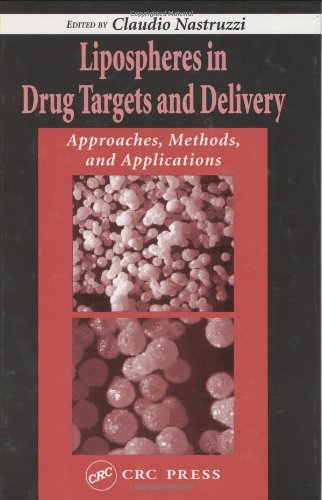 EDITED BY Claudio Nastruzzi
Lipospheres in
Drug Targets and Delivery
Approaches, Methods,
and Applications
CRC
CRC PRESS